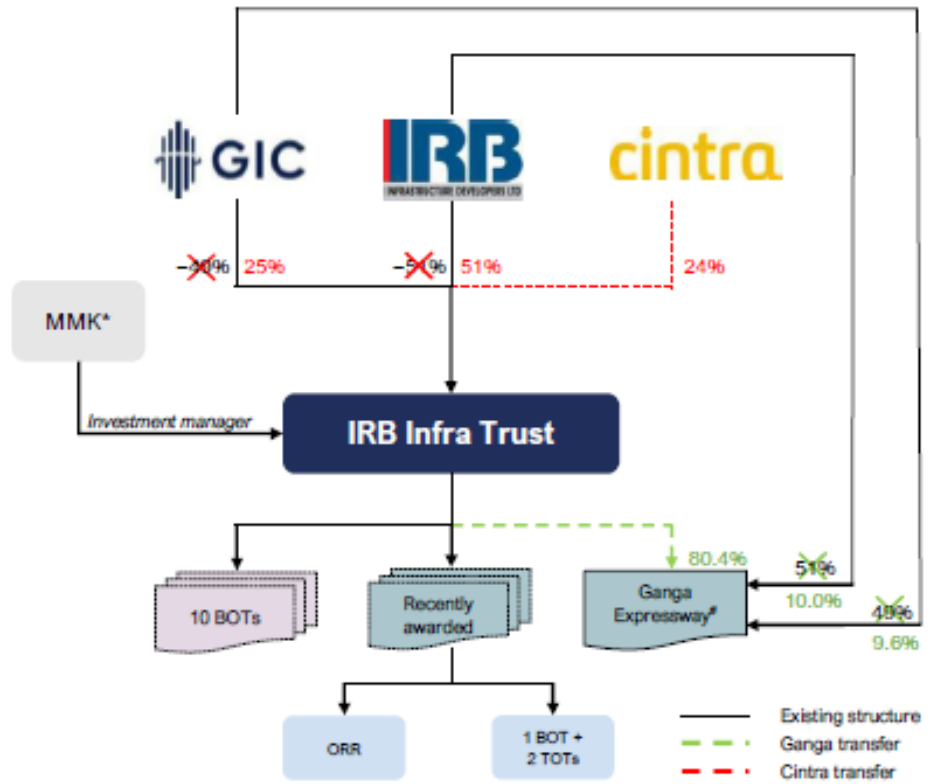 GIC
IRB
INFRASTRUCTURE DEVELOPERS LTD
cintra
~49% 25%
~51% 51%
24%
MMK*
Investment manager
IRB Infra Trust
80.4%
51%
10.0%
49%
9.6%
10 BOTs
Recently
awarded
Ganga
Expressway#
ORR
1 BOT +
2 TOTs
Existing structure
Ganga transfer
Cintra transfer